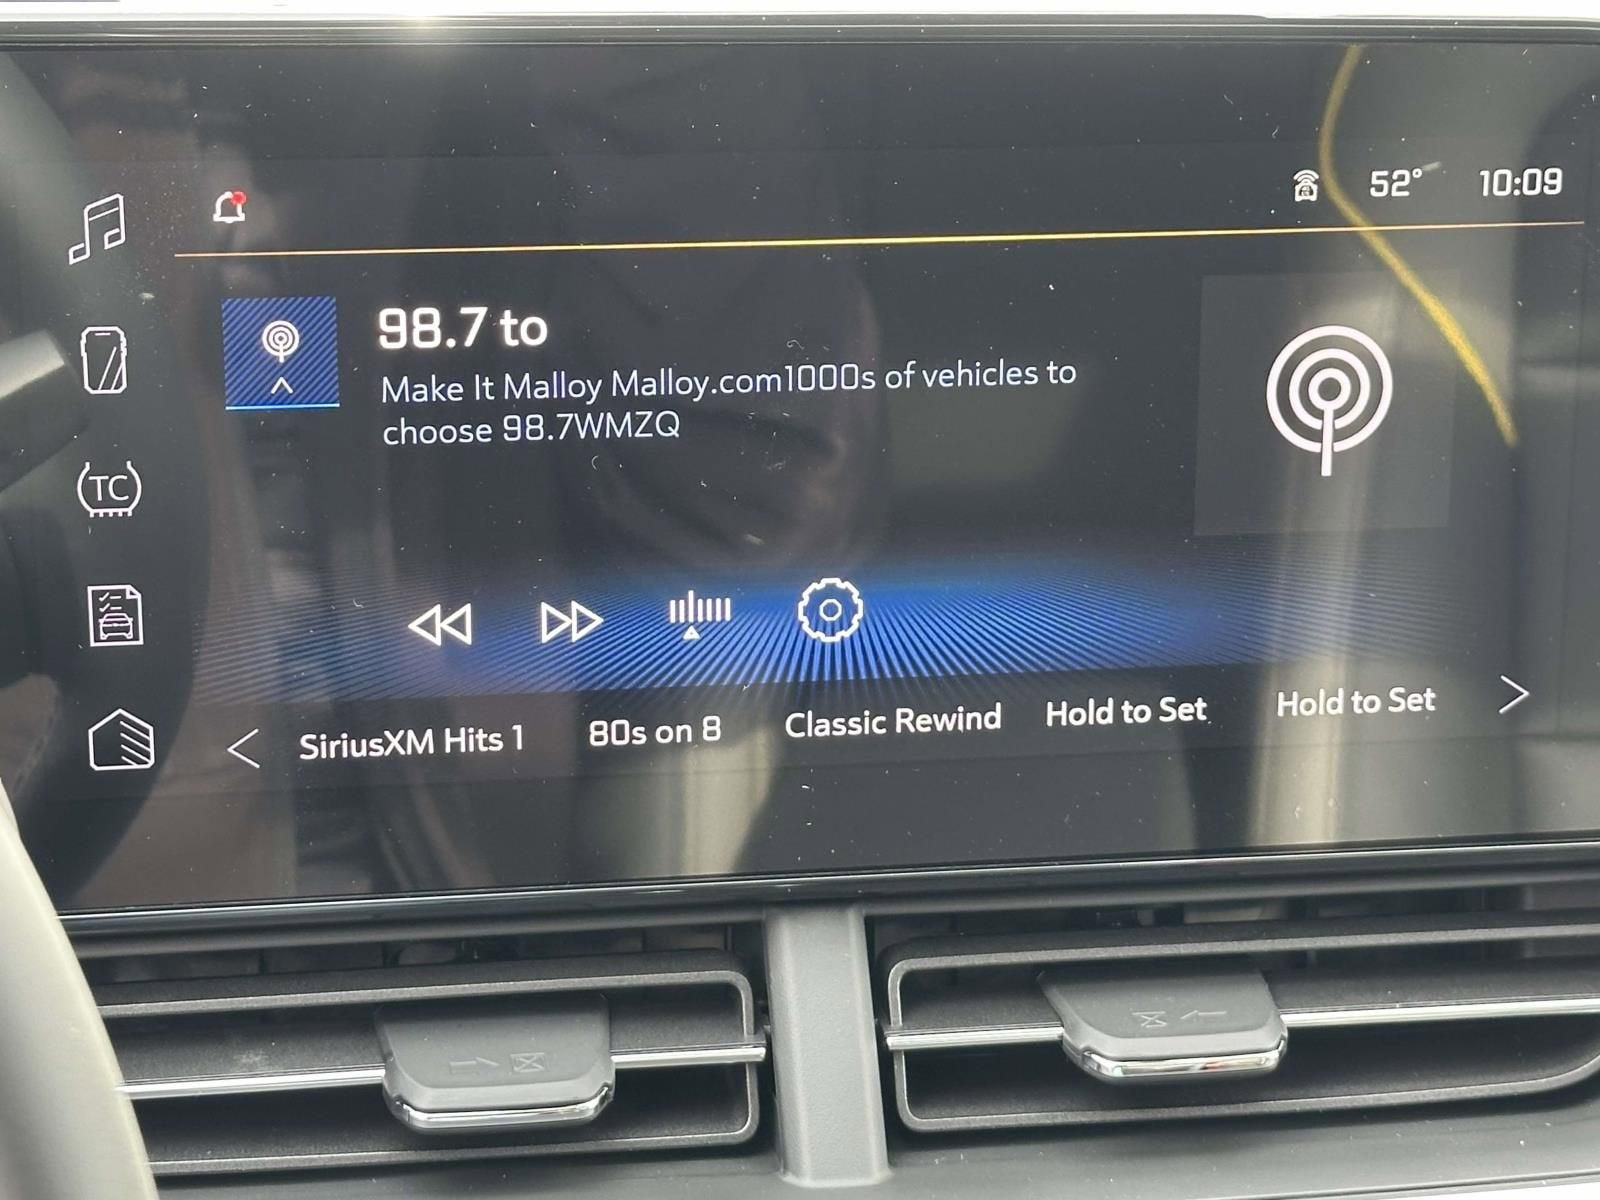 52° 10:09
98.7 to
Make It Malloy Malloy.com1000s of vehicles to
choose 98.7WMZQ
TC
SiriusXM Hits 1 80s on 8 Classic Rewind Hold to Set Hold to Set